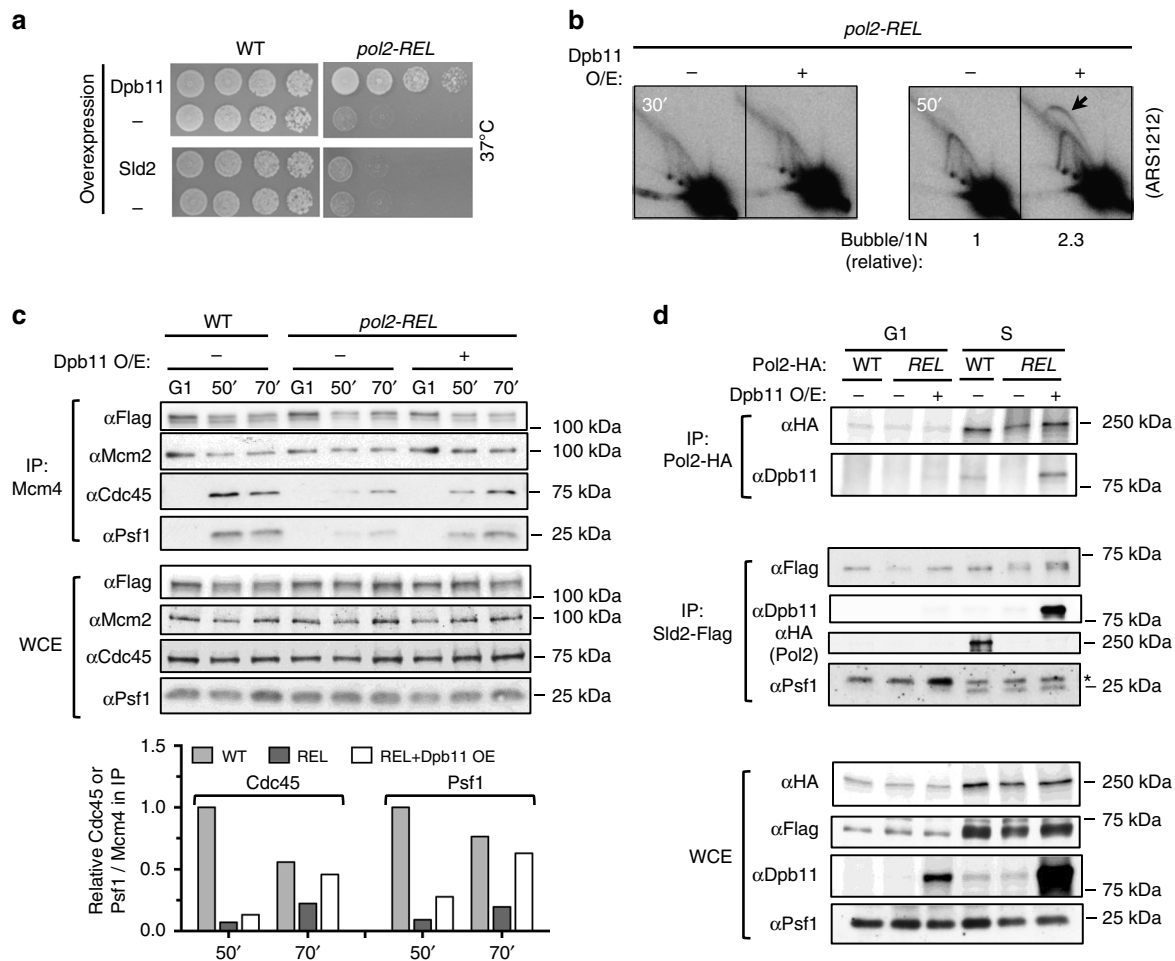 a
WT pol2-REL
Overexpression
Dpb11
–
Sld2
–
37°C
b
pol2-REL
Dpb11
O/E:
– + – +
30′ 50′
(ARS1212)
Bubble/1N
(relative):
1 2.3
c
WT pol2-REL
Dpb11 O/E: – – +
G1 50′ 70′ G1 50′ 70′ G1 50′ 70′
IP:
Mcm4
αFlag – 100 kDa
αMcm2 – 100 kDa
αCdc45 – 75 kDa
αPsf1 – 25 kDa
WCE
αFlag – 100 kDa
αMcm2 – 100 kDa
αCdc45 – 75 kDa
αPsf1 – 25 kDa
Relative Cdc45 or
Psf1 / Mcm4 in IP
1.5
1.0
0.5
0.0
WT REL REL+Dpb11 OE
Cdc45 Psf1
50′ 70′ 50′ 70′
d
G1 S
Pol2-HA: WT REL WT REL
Dpb11 O/E: – – + – – +
IP:
Pol2-HA
αHA – 250 kDa
αDpb11 – 75 kDa
IP:
Sld2-Flag
αFlag – 75 kDa
αDpb11 – 75 kDa
αHA
(Pol2)
– 250 kDa
αPsf1 * – 25 kDa
WCE
αHA – 250 kDa
αFlag – 75 kDa
αDpb11 – 75 kDa
αPsf1 – 25 kDa